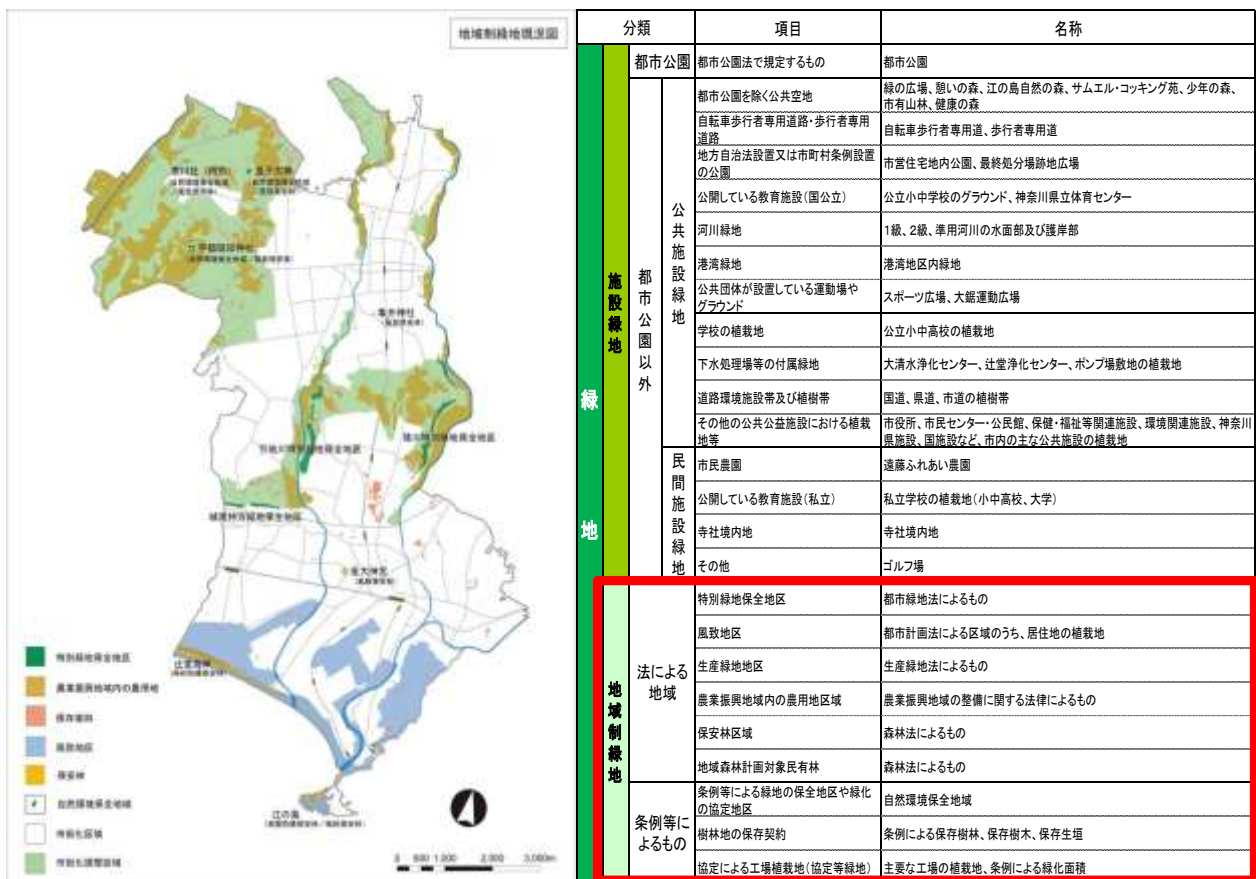 地域制緑地現況図
亀井神社
江の島
特別緑地保全地区
農業振興地域内の農用地
保存樹林
風致地区
保安林
自然環境保全地域
市街化区域
市街化調整区域
0 500 1,000 2,000 3,000m
分類 項目 名称
緑地
施設緑地
都市公園 都市公園法で規定するもの 都市公園
都市公園以外
公共施設緑地
都市公園を除く公共空地 緑の広場、憩いの森、江の島自然の森、サムエル・コッキング苑、少年の森、
市有山林、健康の森
自転車歩行者専用道路・歩行者専用
道路 自転車歩行者専用道、歩行者専用道
地方自治法設置又は市町村条例設置
の公園 市営住宅地内公園、最終処分場跡地広場
公開している教育施設(国公立) 公立小中学校のグラウンド、神奈川県立体育センター
河川緑地 1級、2級、準用河川の水面部及び護岸部
港湾緑地 港湾地区内緑地
公共団体が設置している運動場や
グラウンド スポーツ広場、大鋸運動広場
学校の植栽地 公立小中高校の植栽地
下水処理場等の付属緑地 大清水浄化センター、辻堂浄化センター、ポンプ場敷地の植栽地
道路環境施設帯及び植樹帯 国道、県道、市道の植樹帯
その他の公共公益施設における植栽
地等 市役所、市民センター・公民館、保健・福祉等関連施設、環境関連施設、神奈川
県施設、国施設など、市内の主な公共施設の植栽地
民間施設緑地
市民農園 遠藤ふれあい農園
公開している教育施設(私立) 私立学校の植栽地(小中高校、大学)
寺社境内地 寺社境内地
その他 ゴルフ場
地域制緑地
法による
地域
特別緑地保全地区 都市緑地法によるもの
風致地区 都市計画法による区域のうち、居住地の植栽地
生産緑地地区 生産緑地法によるもの
農業振興地域内の農用地区域 農業振興地域の整備に関する法律によるもの
保安林区域 森林法によるもの
地域森林計画対象民有林 森林法によるもの
条例等に
よるもの
条例等による緑地の保全地区や緑化
の協定地区 自然環境保全地域
樹林地の保存契約 条例による保存樹林、保存樹木、保存生垣
協定による工場植栽地(協定等緑地) 主要な工場の植栽地、条例による緑化面積